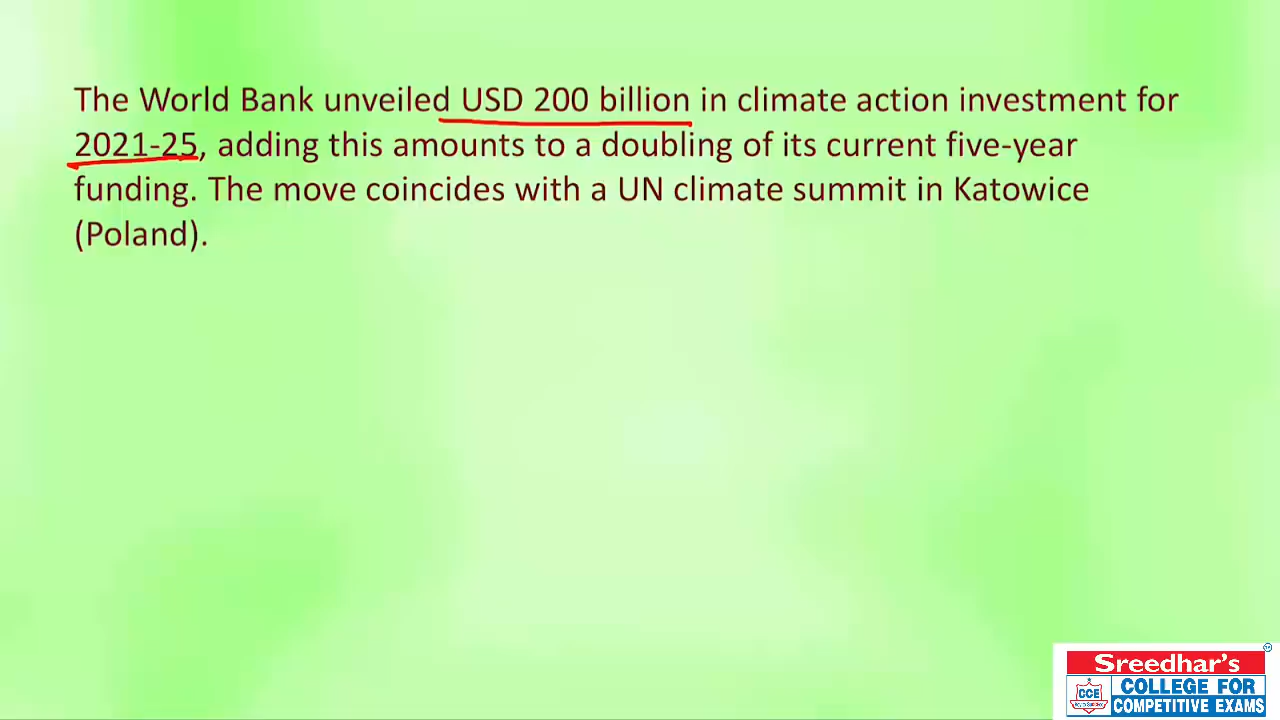 The World Bank unveiled USD 200 billion in climate action investment for
2021-25, adding this amounts to a doubling of its current five-year
funding. The move coincides with a UN climate summit in Katowice
(Poland).
Sreedhar's
CCE
COLLEGE FOR
COMPETITIVE EXAMS